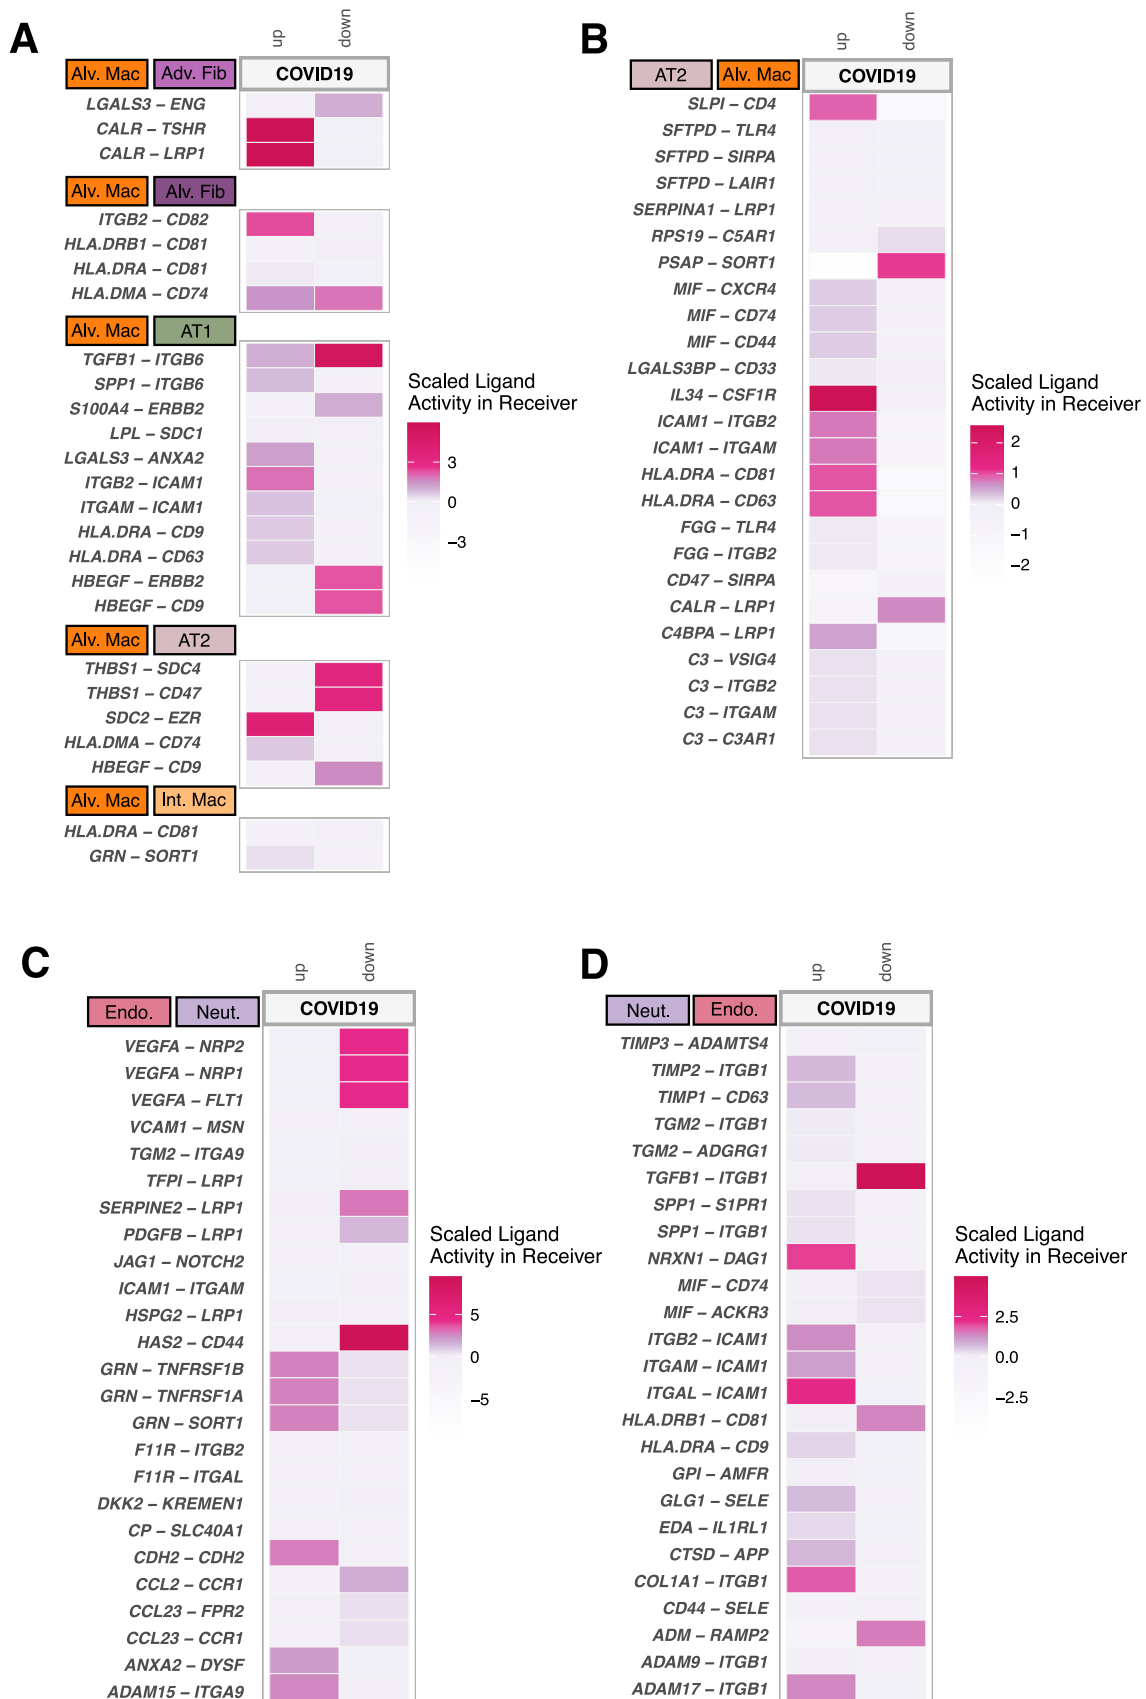 A
up
down
Alv. Mac
Adv. Fib
COVID19
LGALS3 – ENG
CALR – TSHR
CALR – LRP1
Alv. Mac
Alv. Fib
ITGB2 – CD82
HLA.DRB1 – CD81
HLA.DRA – CD81
HLA.DMA – CD74
Alv. Mac
AT1
TGFB1 – ITGB6
SPP1 – ITGB6
S100A4 – ERBB2
LPL – SDC1
LGALS3 – ANXA2
ITGB2 – ICAM1
ITGAM – ICAM1
HLA.DRA – CD9
HLA.DRA – CD63
HBEGF – ERBB2
HBEGF – CD9
Alv. Mac
AT2
THBS1 – SDC4
THBS1 – CD47
SDC2 – EZR
HLA.DMA – CD74
HBEGF – CD9
Alv. Mac
Int. Mac
HLA.DRA – CD81
GRN – SORT1
Scaled Ligand
Activity in Receiver
3
0
−3
B
up
down
AT2
Alv. Mac
COVID19
SLPI – CD4
SFTPD – TLR4
SFTPD – SIRPA
SFTPD – LAIR1
SERPINA1 – LRP1
RPS19 – C5AR1
PSAP – SORT1
MIF – CXCR4
MIF – CD74
MIF – CD44
LGALS3BP – CD33
IL34 – CSF1R
ICAM1 – ITGB2
ICAM1 – ITGAM
HLA.DRA – CD81
HLA.DRA – CD63
FGG – TLR4
FGG – ITGB2
CD47 – SIRPA
CALR – LRP1
C4BPA – LRP1
C3 – VSIG4
C3 – ITGB2
C3 – ITGAM
C3 – C3AR1
Scaled Ligand
Activity in Receiver
2
1
0
−1
−2
C
up
down
Endo.
Neut.
COVID19
VEGFA – NRP2
VEGFA – NRP1
VEGFA – FLT1
VCAM1 – MSN
TGM2 – ITGA9
TFPI – LRP1
SERPINE2 – LRP1
PDGFB – LRP1
JAG1 – NOTCH2
ICAM1 – ITGAM
HSPG2 – LRP1
HAS2 – CD44
GRN – TNFRSF1B
GRN – TNFRSF1A
GRN – SORT1
F11R – ITGB2
F11R – ITGAL
DKK2 – KREMEN1
CP – SLC40A1
CDH2 – CDH2
CCL2 – CCR1
CCL23 – FPR2
CCL23 – CCR1
ANXA2 – DYSF
ADAM15 – ITGA9
Scaled Ligand
Activity in Receiver
5
0
−5
D
up
down
Neut.
Endo.
COVID19
TIMP3 – ADAMTS4
TIMP2 – ITGB1
TIMP1 – CD63
TGM2 – ITGB1
TGM2 – ADGRG1
TGFB1 – ITGB1
SPP1 – S1PR1
SPP1 – ITGB1
NRXN1 – DAG1
MIF – CD74
MIF – ACKR3
ITGB2 – ICAM1
ITGAM – ICAM1
ITGAL – ICAM1
HLA.DRB1 – CD81
HLA.DRA – CD9
GPI – AMFR
GLG1 – SELE
EDA – IL1RL1
CTSD – APP
COL1A1 – ITGB1
CD44 – SELE
ADM – RAMP2
ADAM9 – ITGB1
ADAM17 – ITGB1
Scaled Ligand
Activity in Receiver
2.5
0.0
−2.5